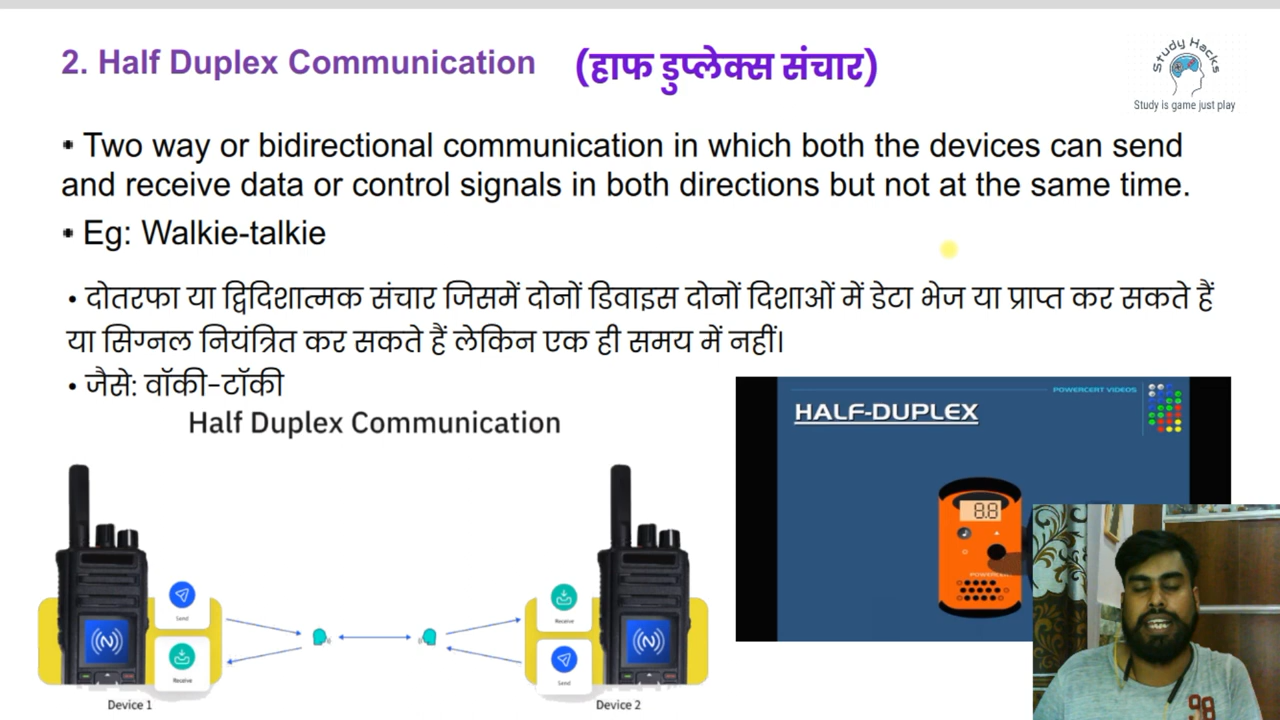 2. Half Duplex Communication (हाफ डुप्लेक्स संचार)
Study Hacks
Study is game just play
• Two way or bidirectional communication in which both the devices can send
and receive data or control signals in both directions but not at the same time.
• Eg: Walkie-talkie
• दोतरफा या द्विदिशात्मक संचार जिसमें दोनों डिवाइस दोनों दिशाओं में डेटा भेज या प्राप्त कर सकते हैं
या सिग्नल नियंत्रित कर सकते हैं लेकिन एक ही समय में नहीं।
• जैसे: वॉकी-टॉकी
Half Duplex Communication
Send
Receive
Device 1
Receive
Send
Device 2
POWERCERT VIDEOS
HALF-DUPLEX
8.8
98